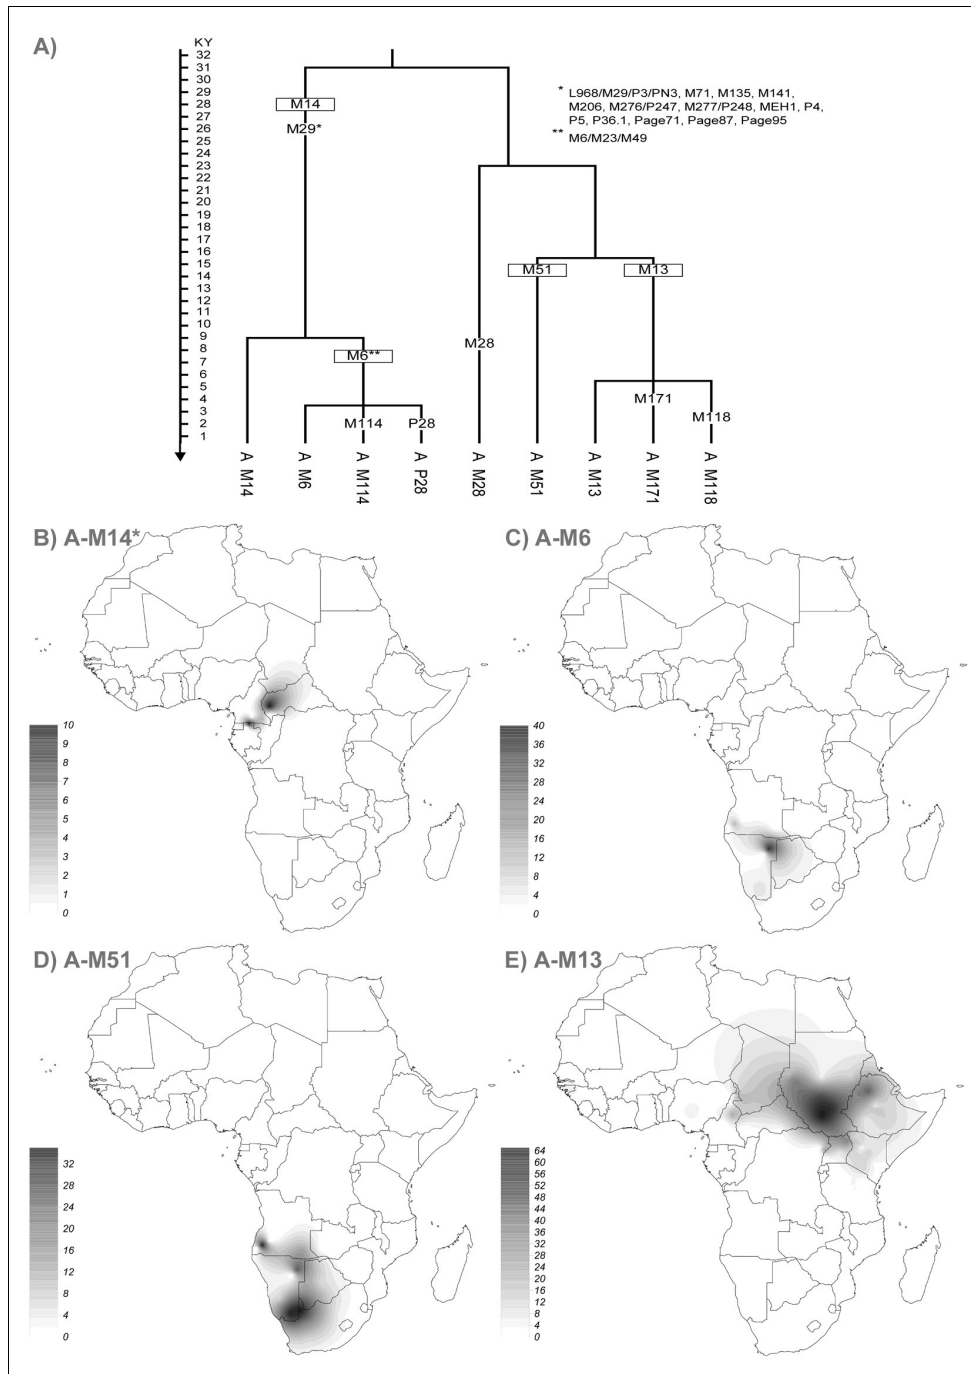 A)
KY
32
31
30
29
28
27
26
25
24
23
22
21
20
19
18
17
16
15
14
13
12
11
10
9
8
7
6
5
4
3
2
1
* L968/M29/P3/PN3, M71, M135, M141,
M206, M276/P247, M277/P248, MEH1, P4,
P5, P36.1, Page71, Page87, Page95
** M6/M23/M49
M14
M29*
M51
M13
M28
M6**
M171
M118
M114
P28
A M14
A M6
A M114
A P28
A M28
A M51
A M13
A M171
A M118
B) A-M14*
10
9
8
7
6
5
4
3
2
1
0
C) A-M6
40
36
32
28
24
20
16
12
8
4
0
D) A-M51
32
28
24
20
16
12
8
4
0
E) A-M13
64
60
56
52
48
44
40
36
32
28
24
20
16
12
8
4
0